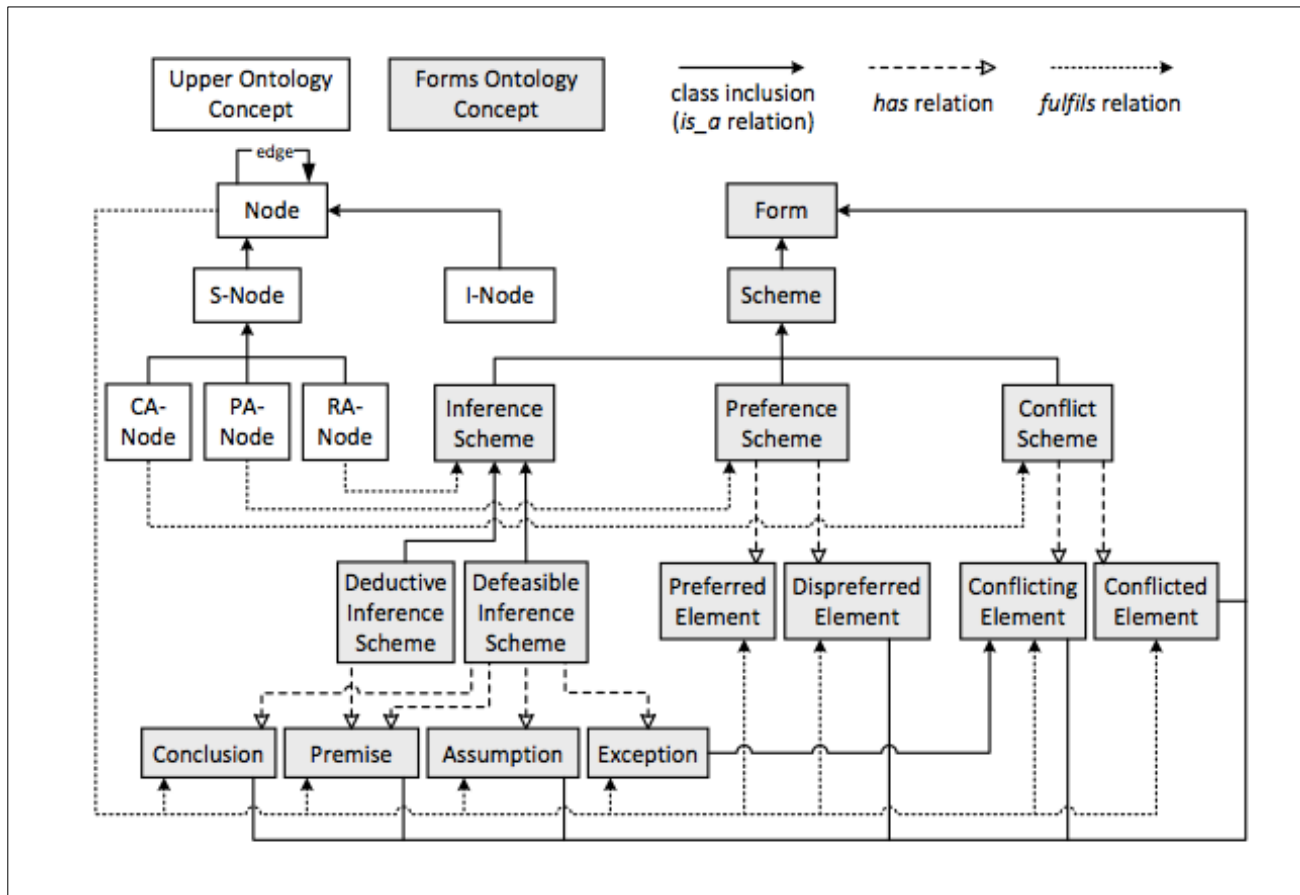 Upper Ontology
Concept
Forms Ontology
Concept
class inclusion
(is_a relation)
has relation
fulfils relation
edge
Node
Form
S-Node
I-Node
Scheme
CA-
Node
PA-
Node
RA-
Node
Inference
Scheme
Preference
Scheme
Conflict
Scheme
Deductive
Inference
Scheme
Defeasible
Inference
Scheme
Preferred
Element
Dispreferred
Element
Conflicting
Element
Conflicted
Element
Conclusion
Premise
Assumption
Exception